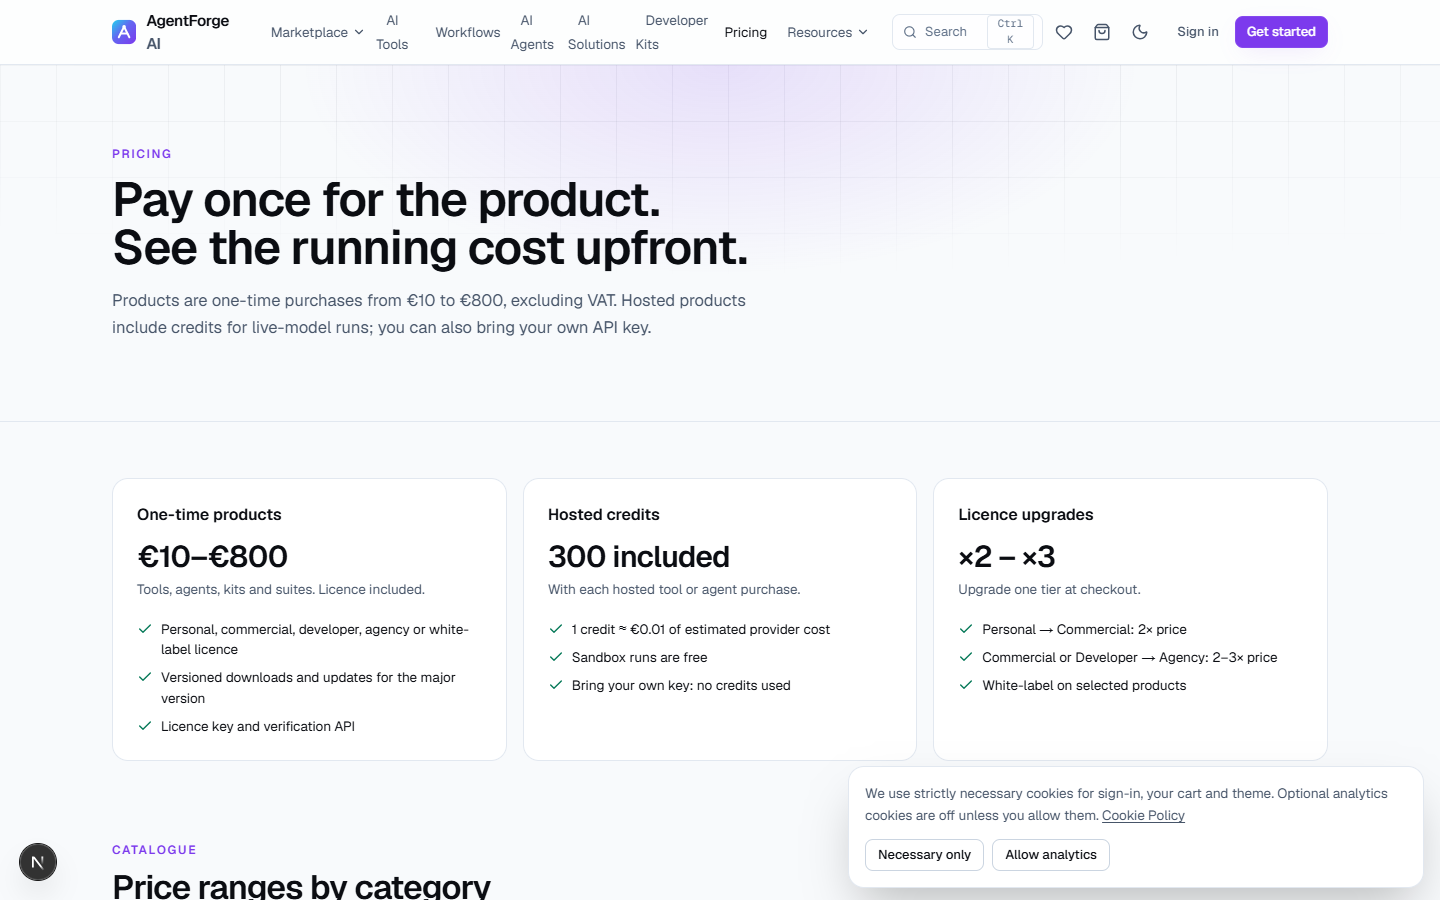 AgentForge AI
Marketplace
AI Tools
Workflows
AI Agents
AI Solutions
Developer Kits
Pricing
Resources
Search
Ctrl K
Sign in
Get started
PRICING
Pay once for the product.
See the running cost upfront.
Products are one-time purchases from €10 to €800, excluding VAT. Hosted products
include credits for live-model runs; you can also bring your own API key.
One-time products
€10–€800
Tools, agents, kits and suites. Licence included.
Personal, commercial, developer, agency or white-
label licence
Versioned downloads and updates for the major
version
Licence key and verification API
Hosted credits
300 included
With each hosted tool or agent purchase.
1 credit ≈ €0.01 of estimated provider cost
Sandbox runs are free
Bring your own key: no credits used
Licence upgrades
×2 – ×3
Upgrade one tier at checkout.
Personal → Commercial: 2× price
Commercial or Developer → Agency: 2–3× price
White-label on selected products
CATALOGUE
Price ranges by category
We use strictly necessary cookies for sign-in, your cart and theme. Optional analytics
cookies are off unless you allow them. Cookie Policy
Necessary only
Allow analytics
N